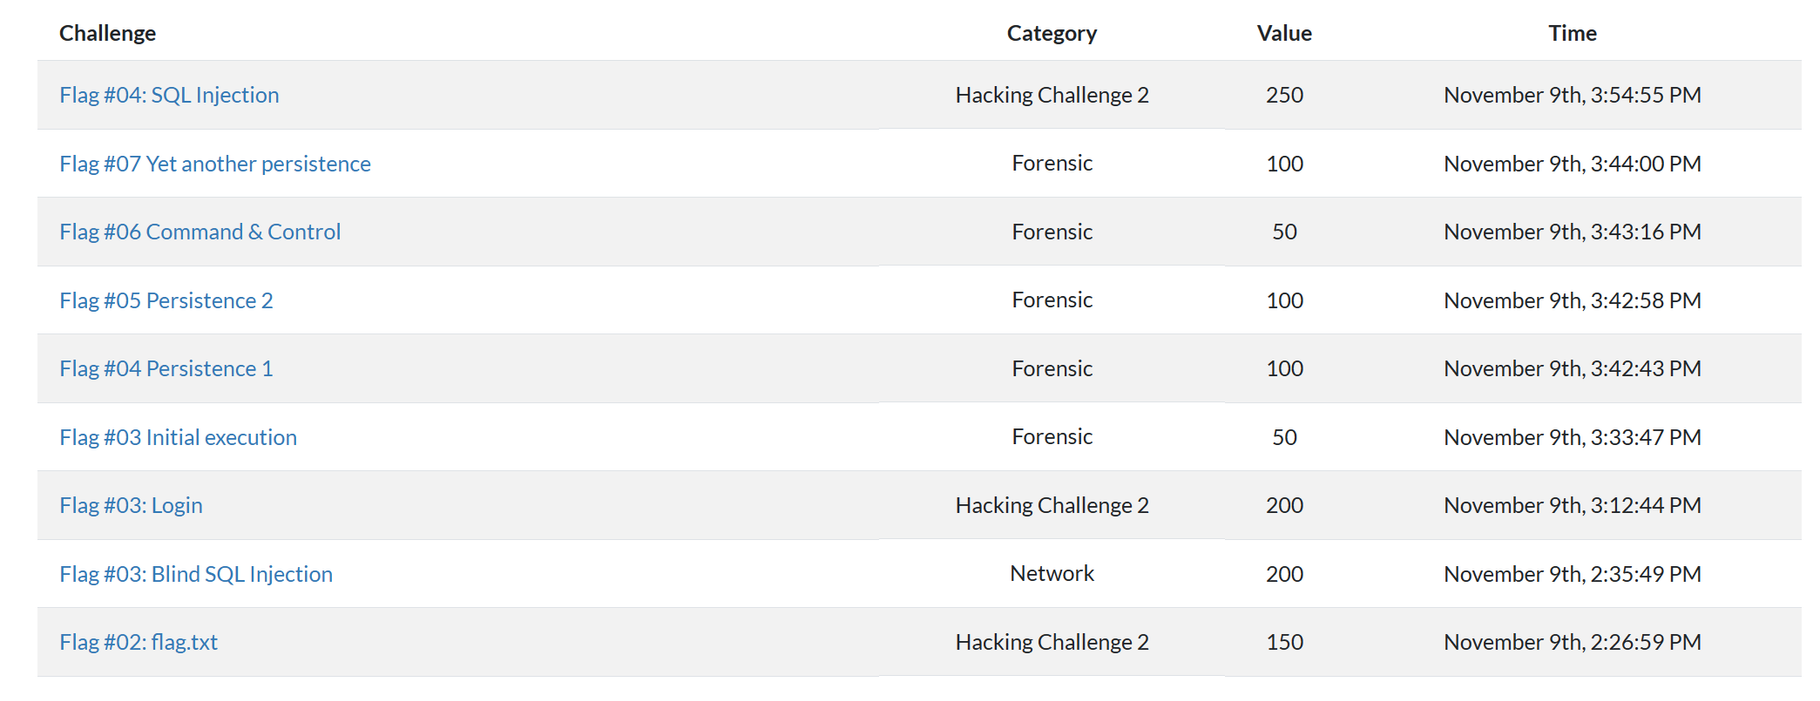 Challenge Category Value Time
Flag #04: SQL Injection Hacking Challenge 2 250 November 9th, 3:54:55 PM
Flag #07 Yet another persistence Forensic 100 November 9th, 3:44:00 PM
Flag #06 Command & Control Forensic 50 November 9th, 3:43:16 PM
Flag #05 Persistence 2 Forensic 100 November 9th, 3:42:58 PM
Flag #04 Persistence 1 Forensic 100 November 9th, 3:42:43 PM
Flag #03 Initial execution Forensic 50 November 9th, 3:33:47 PM
Flag #03: Login Hacking Challenge 2 200 November 9th, 3:12:44 PM
Flag #03: Blind SQL Injection Network 200 November 9th, 2:35:49 PM
Flag #02: flag.txt Hacking Challenge 2 150 November 9th, 2:26:59 PM